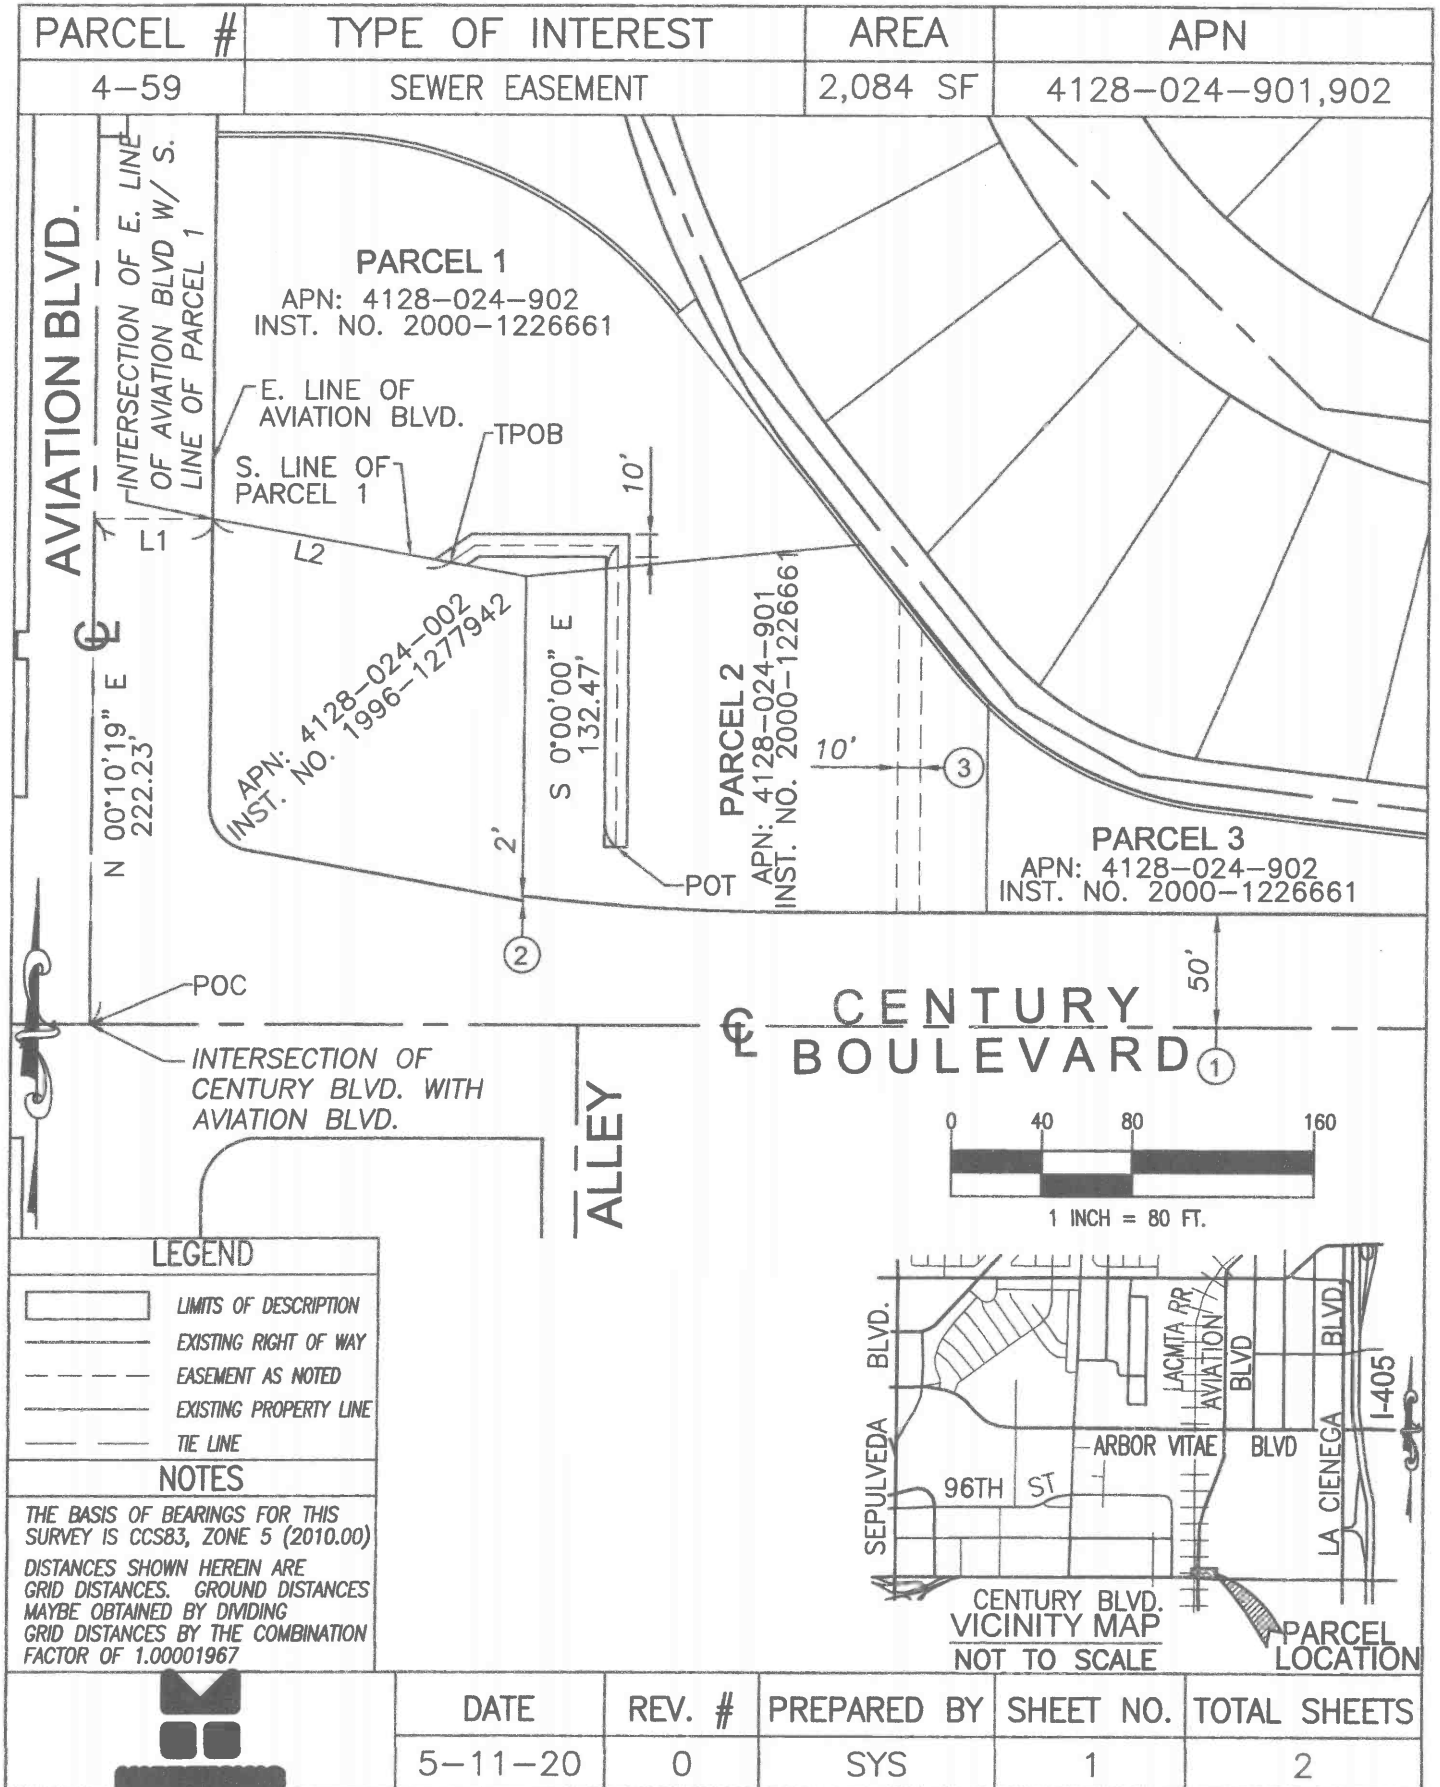 PARCEL # TYPE OF INTEREST AREA APN
4-59 SEWER EASEMENT 2,084 SF 4128-024-901,902
AVIATION BLVD.
INTERSECTION OF E. LINE
OF AVIATION BLVD W/ S.
LINE OF PARCEL 1
PARCEL 1
APN: 4128-024-902
INST. NO. 2000-1226661
E. LINE OF
AVIATION BLVD.
TPOB
S. LINE OF
PARCEL 1
10'
L1
L2
APN: 4128-024-002
INST. NO. 1996-1277942
N 00°10'19" E
222.23'
S 0°00'00" E
132.47'
2'
PARCEL 2
APN: 4128-024-901
INST. NO. 2000-1226661
10'
3
POT
PARCEL 3
APN: 4128-024-902
INST. NO. 2000-1226661
2
POC
50'
CENTURY
BOULEVARD
1
INTERSECTION OF
CENTURY BLVD. WITH
AVIATION BLVD.
ALLEY
0 40 80 160
1 INCH = 80 FT.
LEGEND
LIMITS OF DESCRIPTION
EXISTING RIGHT OF WAY
EASEMENT AS NOTED
EXISTING PROPERTY LINE
TIE LINE
NOTES
THE BASIS OF BEARINGS FOR THIS
SURVEY IS CCS83, ZONE 5 (2010.00)
DISTANCES SHOWN HEREIN ARE
GRID DISTANCES. GROUND DISTANCES
MAYBE OBTAINED BY DIVIDING
GRID DISTANCES BY THE COMBINATION
FACTOR OF 1.00001967
SEPULVEDA BLVD.
LACMTA RR
AVIATION
BLVD
LA CIENEGA BLVD.
I-405
ARBOR VITAE BLVD
96TH ST
CENTURY BLVD.
VICINITY MAP
NOT TO SCALE
PARCEL
LOCATION
DATE REV. # PREPARED BY SHEET NO. TOTAL SHEETS
5-11-20 0 SYS 1 2